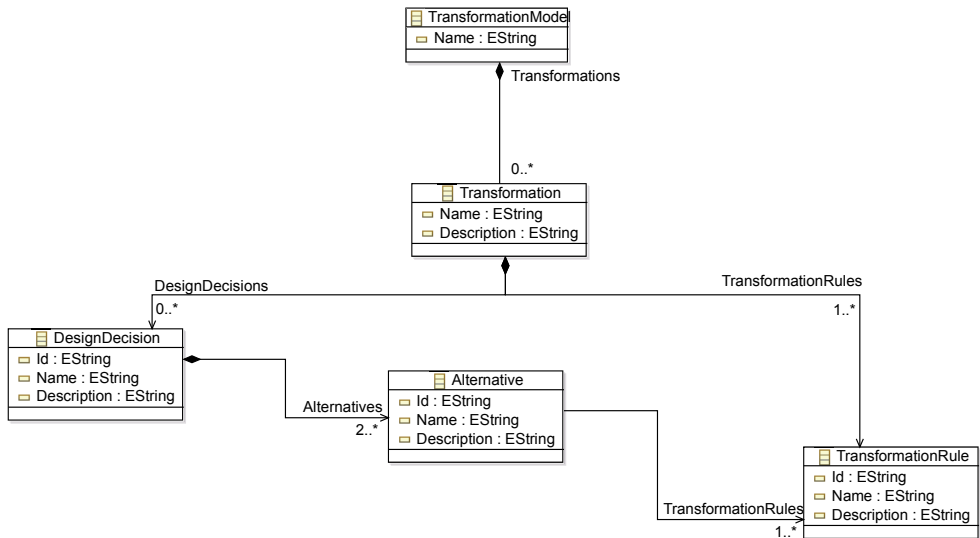 TransformationModel
Name : EString
Transformations
0..*
Transformation
Name : EString
Description : EString
DesignDecisions
TransformationRules
0..*
1..*
DesignDecision
Id : EString
Name : EString
Description : EString
Alternatives
2..*
Alternative
Id : EString
Name : EString
Description : EString
TransformationRules
1..*
TransformationRule
Id : EString
Name : EString
Description : EString